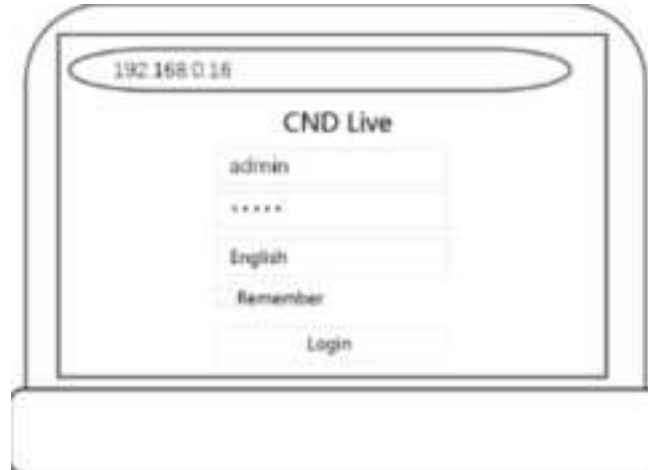 192.168.0.16
CND Live
admin
*****
English
Remember
Login